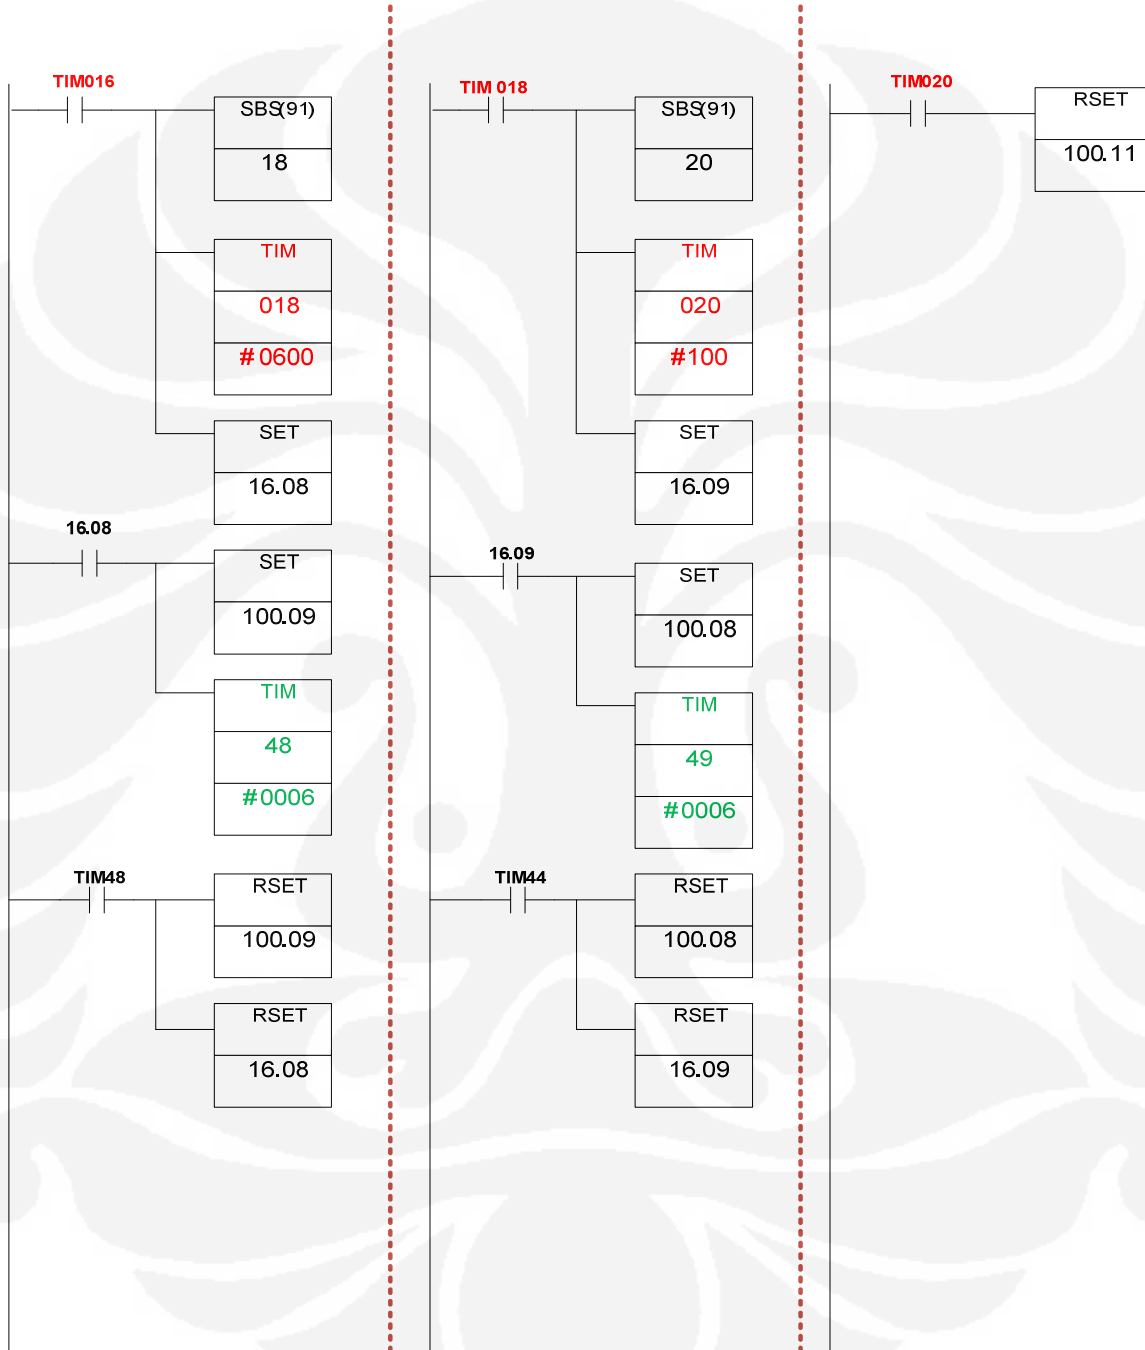 TIM016
SBS(91)
18
TIM
018
#0600
SET
16.08
16.08
SET
100.09
TIM
48
#0006
TIM48
RSET
100.09
RSET
16.08
TIM 018
SBS(91)
20
TIM
020
#100
SET
16.09
16.09
SET
100.08
TIM
49
#0006
TIM44
RSET
100.08
RSET
16.09
TIM020
RSET
100.11